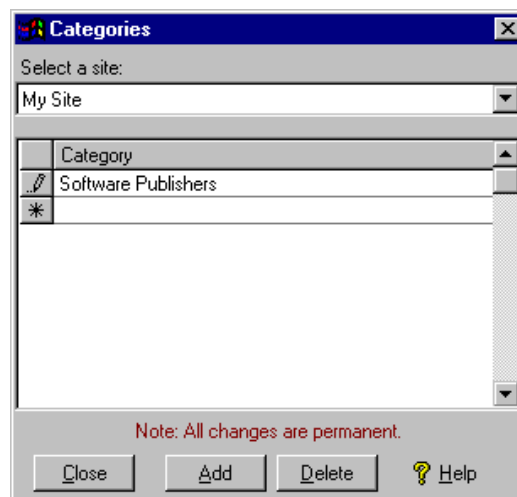 Categories
Select a site:
My Site
Category
Software Publishers
Note: All changes are permanent.
Close Add Delete Help